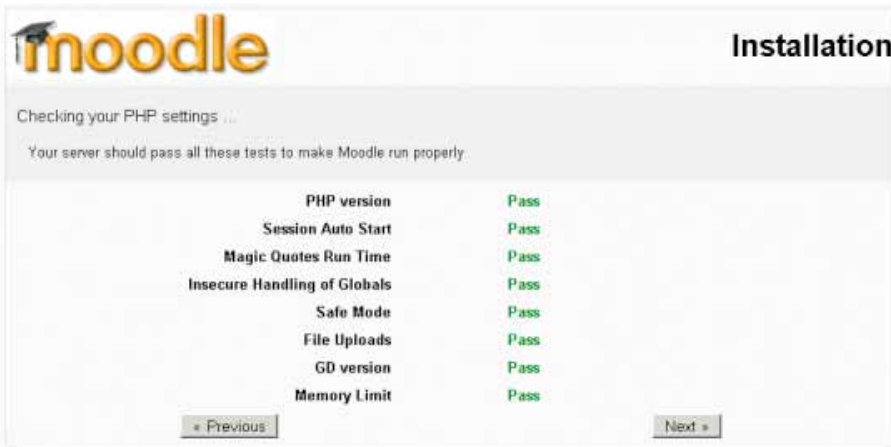 moodle
Installation
Checking your PHP settings ...
Your server should pass all these tests to make Moodle run properly
PHP version Pass
Session Auto Start Pass
Magic Quotes Run Time Pass
Insecure Handling of Globals Pass
Safe Mode Pass
File Uploads Pass
GD version Pass
Memory Limit Pass
« Previous Next »